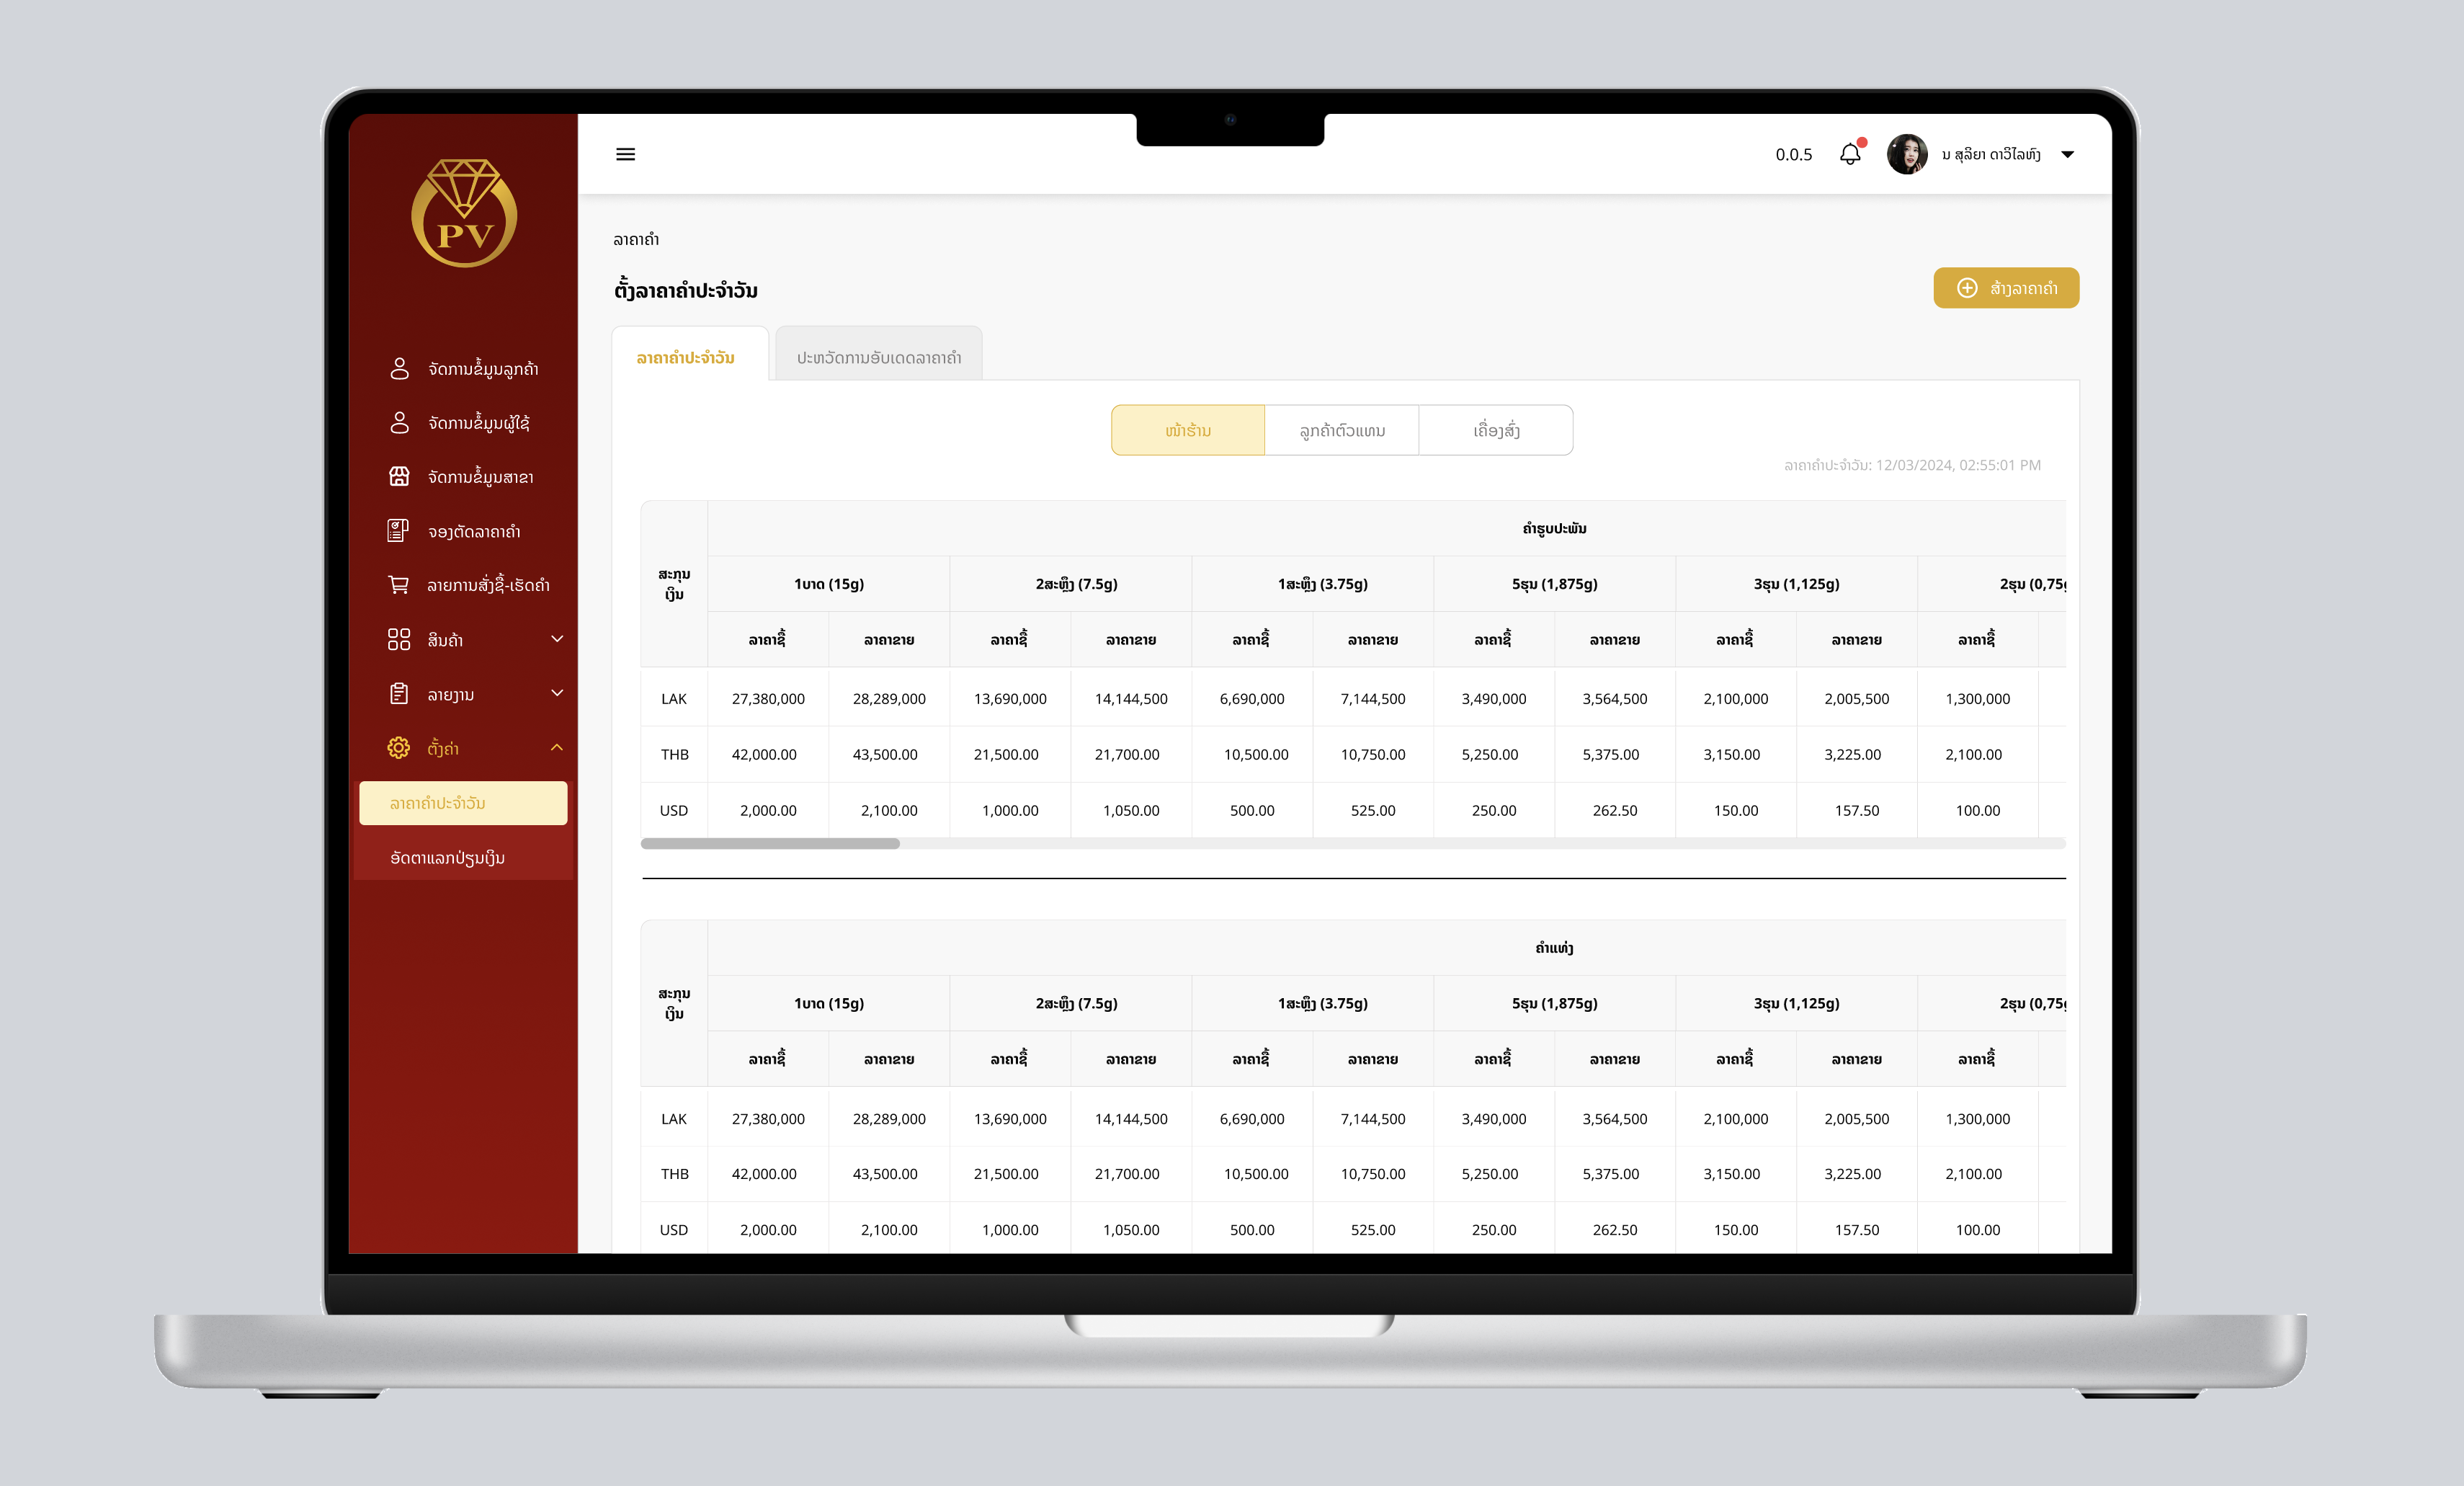 PV
0.0.5
ນ ສຸລິຍາ ດາວິໄລທົງ
ຈັດການຂໍ້ມູນລູກຄ້າ
ຈັດການຂໍ້ມູນຜູ້ໃຊ້
ຈັດການຂໍ້ມູນສາຂາ
ຈອງຕັດລາຄາຄຳ
ລາຍການສັ່ງຊື້-ເຮັດຄຳ
ສິນຄ້າ
ລາຍງານ
ຕັ້ງຄ່າ
ລາຄາຄຳປະຈຳວັນ
ອັດຕາແລກປ່ຽນເງິນ
ລາຄາຄຳ
ຕັ້ງລາຄາຄຳປະຈຳວັນ
ສ້າງລາຄາຄຳ
ລາຄາຄຳປະຈຳວັນ ປະຫວັດການອັບເດດລາຄາຄຳ
ໜ້າຮ້ານ ລູກຄ້າຕົວແທນ ເຄື່ອງສົ່ງ
ລາຄາຄຳປະຈຳວັນ: 12/03/2024, 02:55:01 PM
ຄຳຮູບປະພັນ
ສະກຸນ
ເງິນ
1ບາດ (15g) 2ສະຫຼຶງ (7.5g) 1ສະຫຼຶງ (3.75g) 5ຮຸນ (1,875g) 3ຮຸນ (1,125g) 2ຮຸນ (0,75g
ລາຄາຊື້ ລາຄາຂາຍ ລາຄາຊື້ ລາຄາຂາຍ ລາຄາຊື້ ລາຄາຂາຍ ລາຄາຊື້ ລາຄາຂາຍ ລາຄາຊື້ ລາຄາຂາຍ ລາຄາຊື້
LAK 27,380,000 28,289,000 13,690,000 14,144,500 6,690,000 7,144,500 3,490,000 3,564,500 2,100,000 2,005,500 1,300,000
THB 42,000.00 43,500.00 21,500.00 21,700.00 10,500.00 10,750.00 5,250.00 5,375.00 3,150.00 3,225.00 2,100.00
USD 2,000.00 2,100.00 1,000.00 1,050.00 500.00 525.00 250.00 262.50 150.00 157.50 100.00
ຄຳແທ່ງ
ສະກຸນ
ເງິນ
1ບາດ (15g) 2ສະຫຼຶງ (7.5g) 1ສະຫຼຶງ (3.75g) 5ຮຸນ (1,875g) 3ຮຸນ (1,125g) 2ຮຸນ (0,75g
ລາຄາຊື້ ລາຄາຂາຍ ລາຄາຊື້ ລາຄາຂາຍ ລາຄາຊື້ ລາຄາຂາຍ ລາຄາຊື້ ລາຄາຂາຍ ລາຄາຊື້ ລາຄາຂາຍ ລາຄາຊື້
LAK 27,380,000 28,289,000 13,690,000 14,144,500 6,690,000 7,144,500 3,490,000 3,564,500 2,100,000 2,005,500 1,300,000
THB 42,000.00 43,500.00 21,500.00 21,700.00 10,500.00 10,750.00 5,250.00 5,375.00 3,150.00 3,225.00 2,100.00
USD 2,000.00 2,100.00 1,000.00 1,050.00 500.00 525.00 250.00 262.50 150.00 157.50 100.00